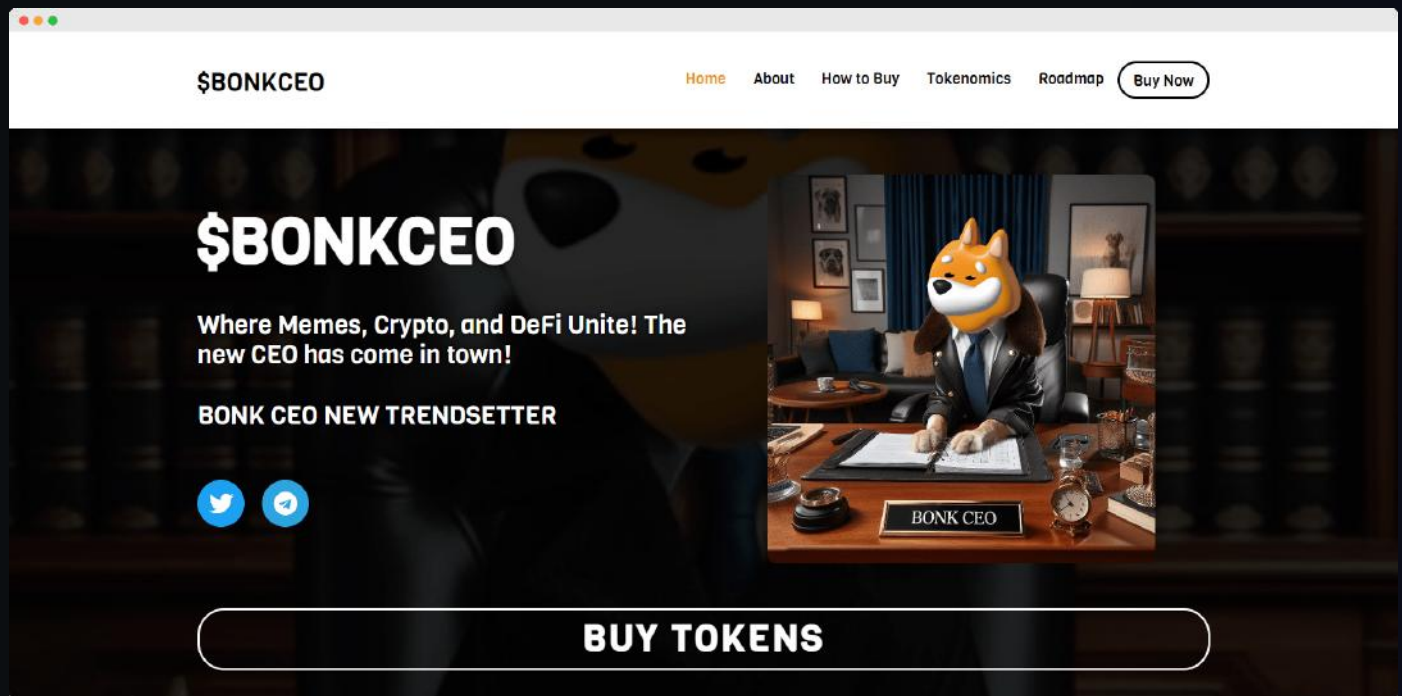 $BONKCEO
Home About How to Buy Tokenomics Roadmap Buy Now
$BONKCEO
Where Memes, Crypto, and DeFi Unite! The
new CEO has come in town!
BONK CEO NEW TRENDSETTER
BONK CEO
BUY TOKENS